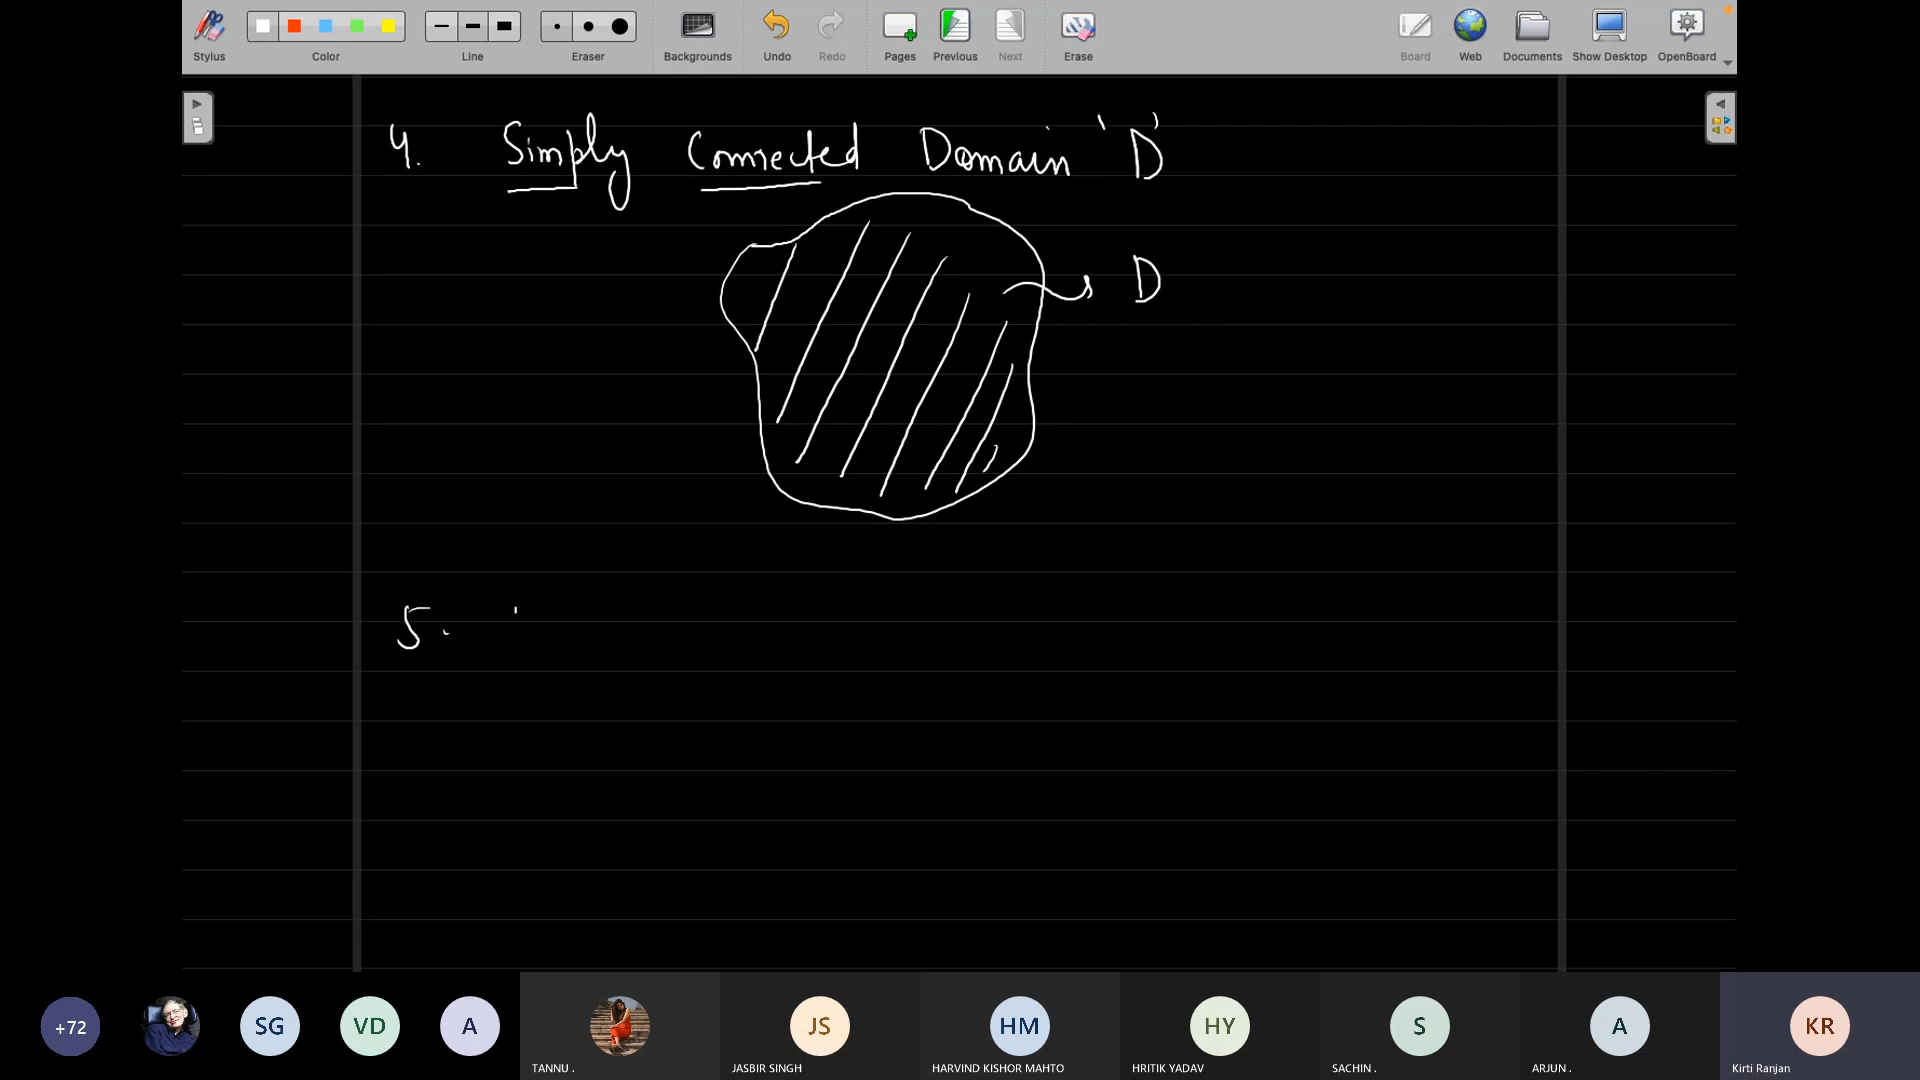 Stylus Color Line Eraser Backgrounds Undo Redo Pages Previous Next Erase Board Web Documents Show Desktop OpenBoard
4. Simply Connected Domain 'D'
D
5.
+72 SG VD A JS HM HY S A KR
TANNU . JASBIR SINGH HARVIND KISHOR MAHTO HRITIK YADAV SACHIN . ARJUN . Kirti Ranjan